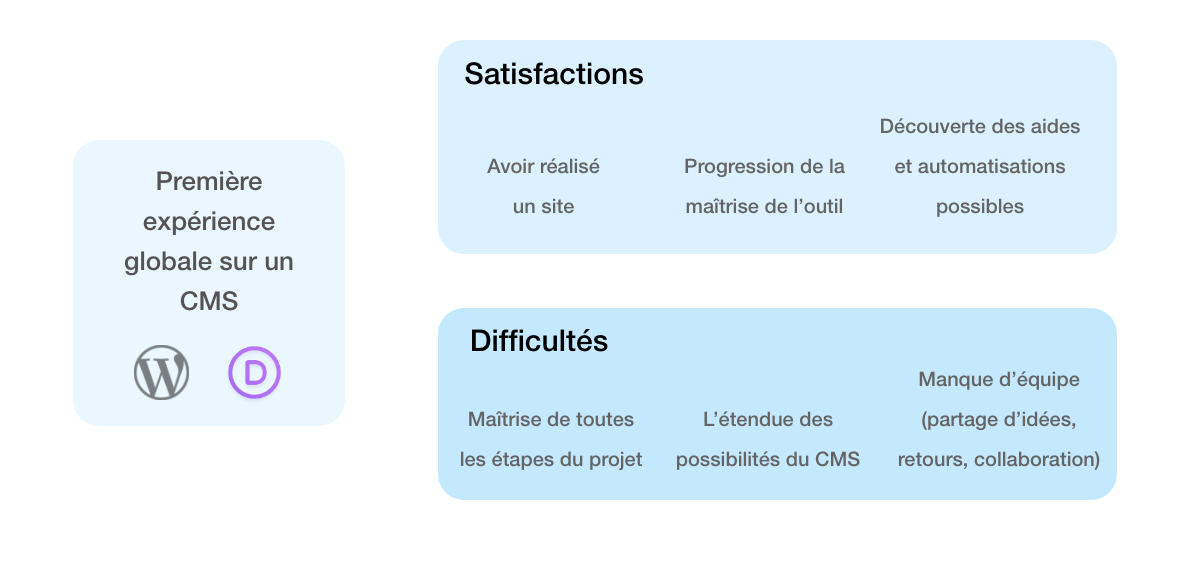 Première
expérience
globale sur un
CMS
W
D
Satisfactions
Avoir réalisé
un site
Progression de la
maîtrise de l’outil
Découverte des aides
et automatisations
possibles
Difficultés
Maîtrise de toutes
les étapes du projet
L’étendue des
possibilités du CMS
Manque d’équipe
(partage d’idées,
retours, collaboration)